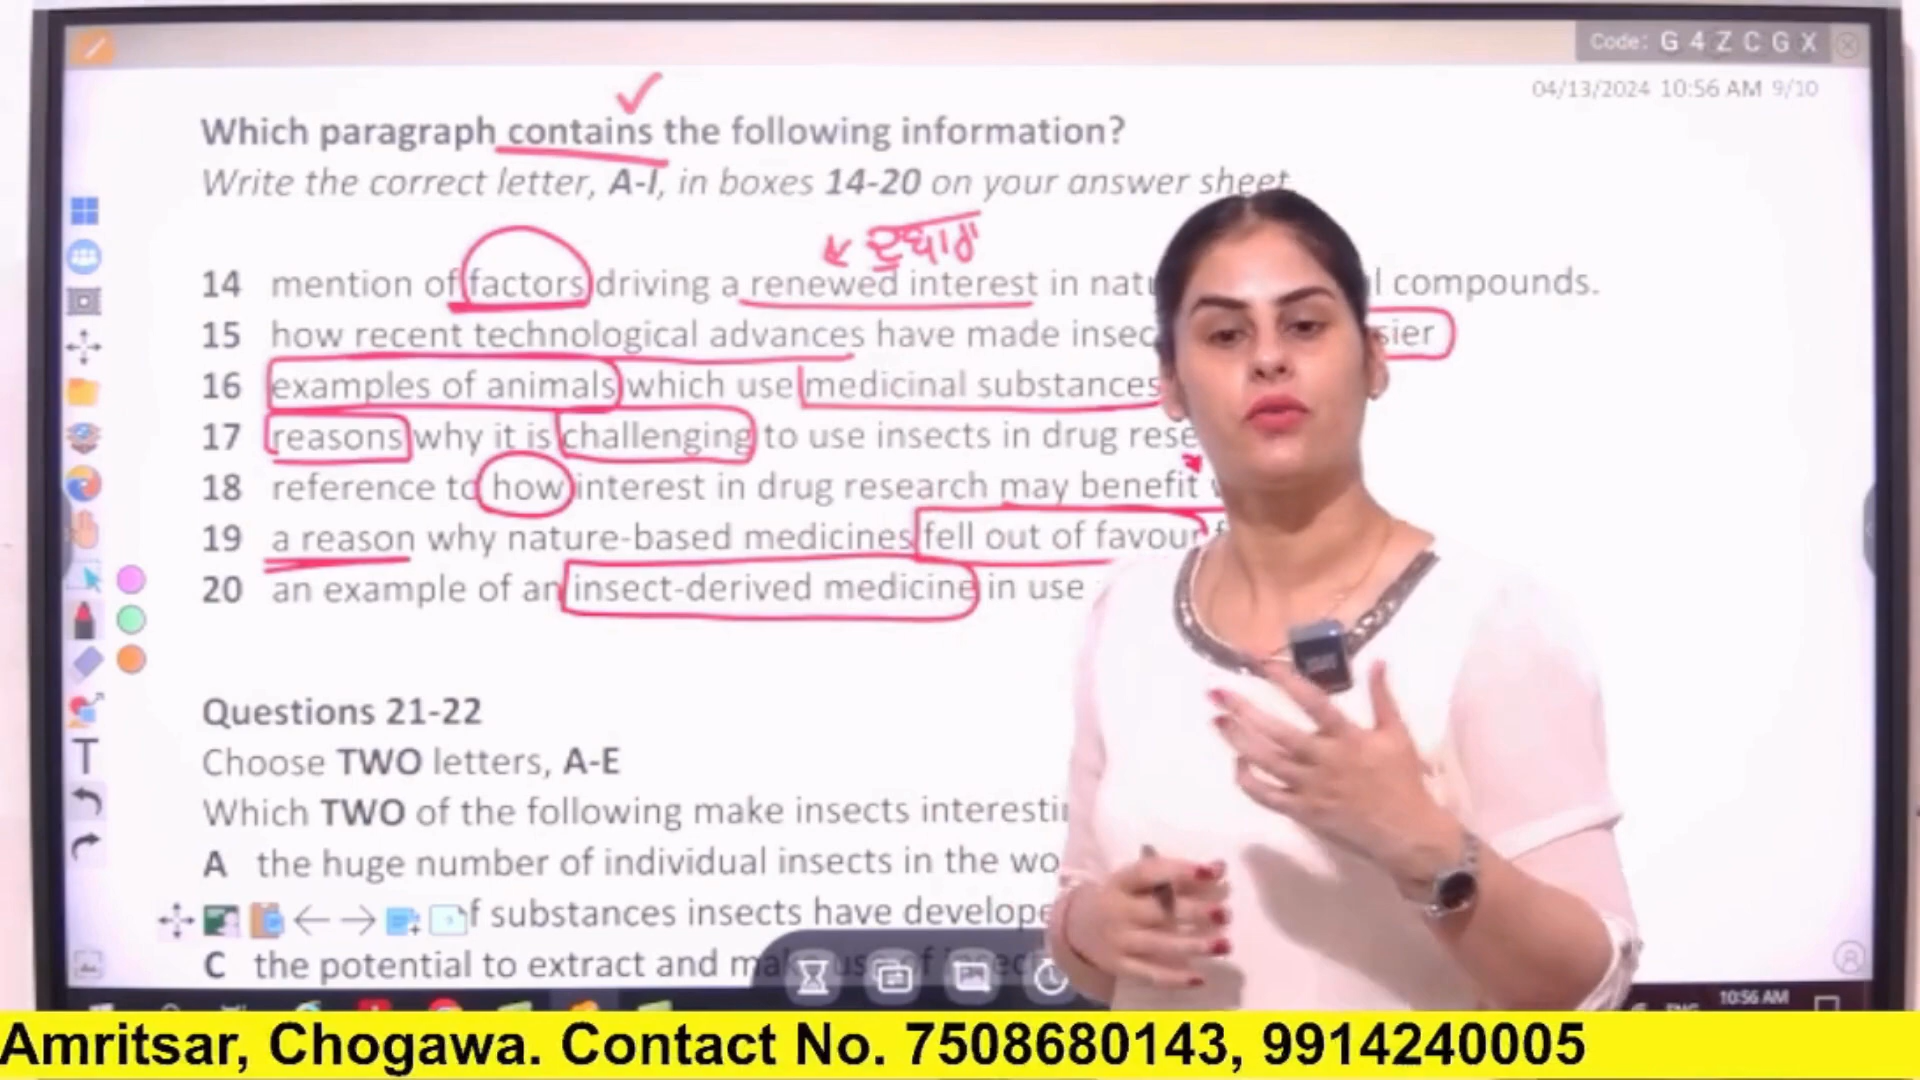 Code: G 4 Z C G X
04/13/2024 10:56 AM 9/10
Which paragraph contains the following information?
Write the correct letter, A-I, in boxes 14-20 on your answer sheet.
ਦੁਬਾਰਾ
14 mention of factors driving a renewed interest in natu l compounds.
15 how recent technological advances have made insec sier
16 examples of animals which use medicinal substances
17 reasons why it is challenging to use insects in drug rese
18 reference to how interest in drug research may benefit
19 a reason why nature-based medicines fell out of favour f
20 an example of an insect-derived medicine in use
Questions 21-22
Choose TWO letters, A-E
Which TWO of the following make insects interesti
A the huge number of individual insects in the wo
f substances insects have develope
C the potential to extract and make use of insec
T
10:56 AM
ENG
Amritsar, Chogawa. Contact No. 7508680143, 9914240005